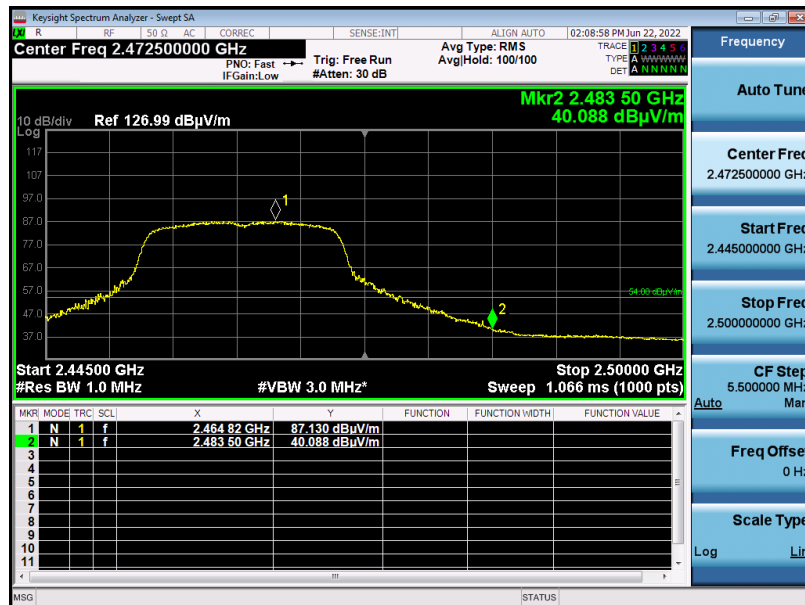 Keysight Spectrum Analyzer - Swept SA
LXI R RF 50 Ω AC CORREC SENSE:INT ALIGN AUTO 02:08:58 PM Jun 22, 2022
Center Freq 2.472500000 GHz
PNO: Fast
IFGain:Low
Trig: Free Run
#Atten: 30 dB
Avg Type: RMS
Avg|Hold: 100/100
TRACE 1 2 3 4 5 6
TYPE A WWWWW
DET A N N N N N
Mkr2 2.483 50 GHz
40.088 dBµV/m
10 dB/div Ref 126.99 dBµV/m
Log
117
107
97.0
87.0
77.0
67.0
57.0
47.0
37.0
1
2
54.00 dBµV/m
Start 2.44500 GHz Stop 2.50000 GHz
#Res BW 1.0 MHz #VBW 3.0 MHz* Sweep 1.066 ms (1000 pts)
MKR MODE TRC SCL X Y FUNCTION FUNCTION WIDTH FUNCTION VALUE
1 N 1 f 2.464 82 GHz 87.130 dBµV/m
2 N 1 f 2.483 50 GHz 40.088 dBµV/m
3
4
5
6
7
8
9
10
11
MSG STATUS
Frequency
Auto Tune
Center Freq
2.472500000 GHz
Start Freq
2.445000000 GHz
Stop Freq
2.500000000 GHz
CF Step
5.500000 MHz
Auto Man
Freq Offset
0 Hz
Scale Type
Log Lin